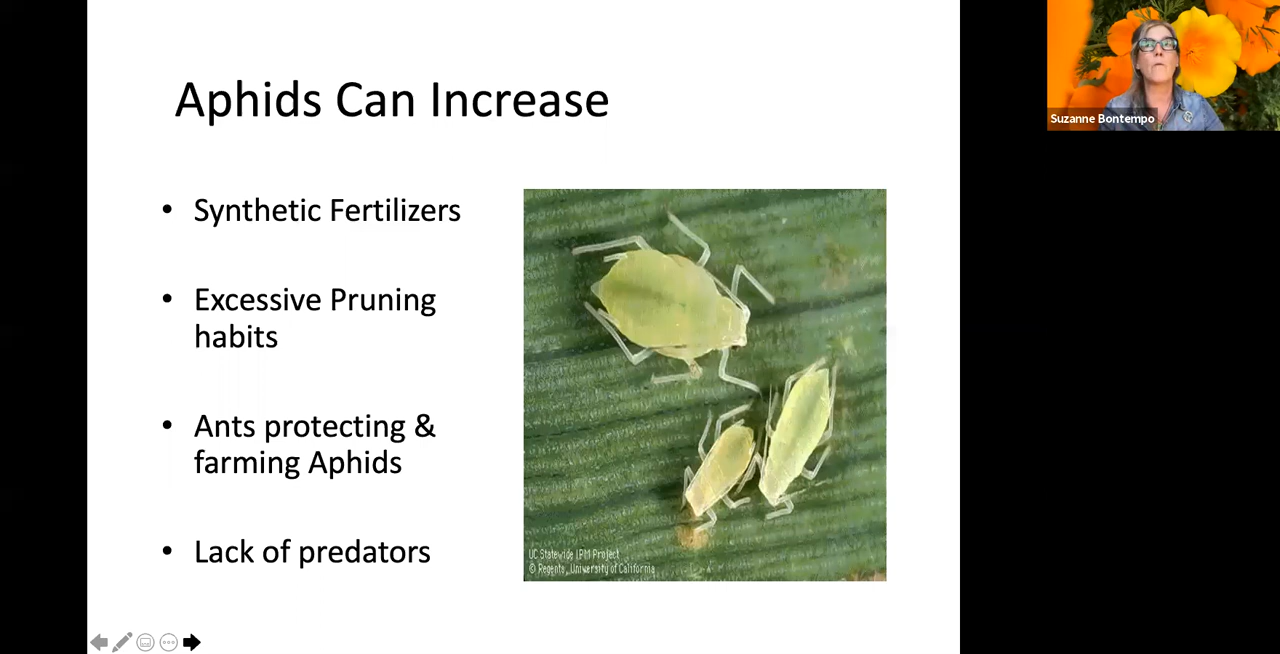 Aphids Can Increase
• Synthetic Fertilizers
• Excessive Pruning
habits
• Ants protecting &
farming Aphids
• Lack of predators
UC Statewide IPM Project
© Regents, University of California
Suzanne Bontempo